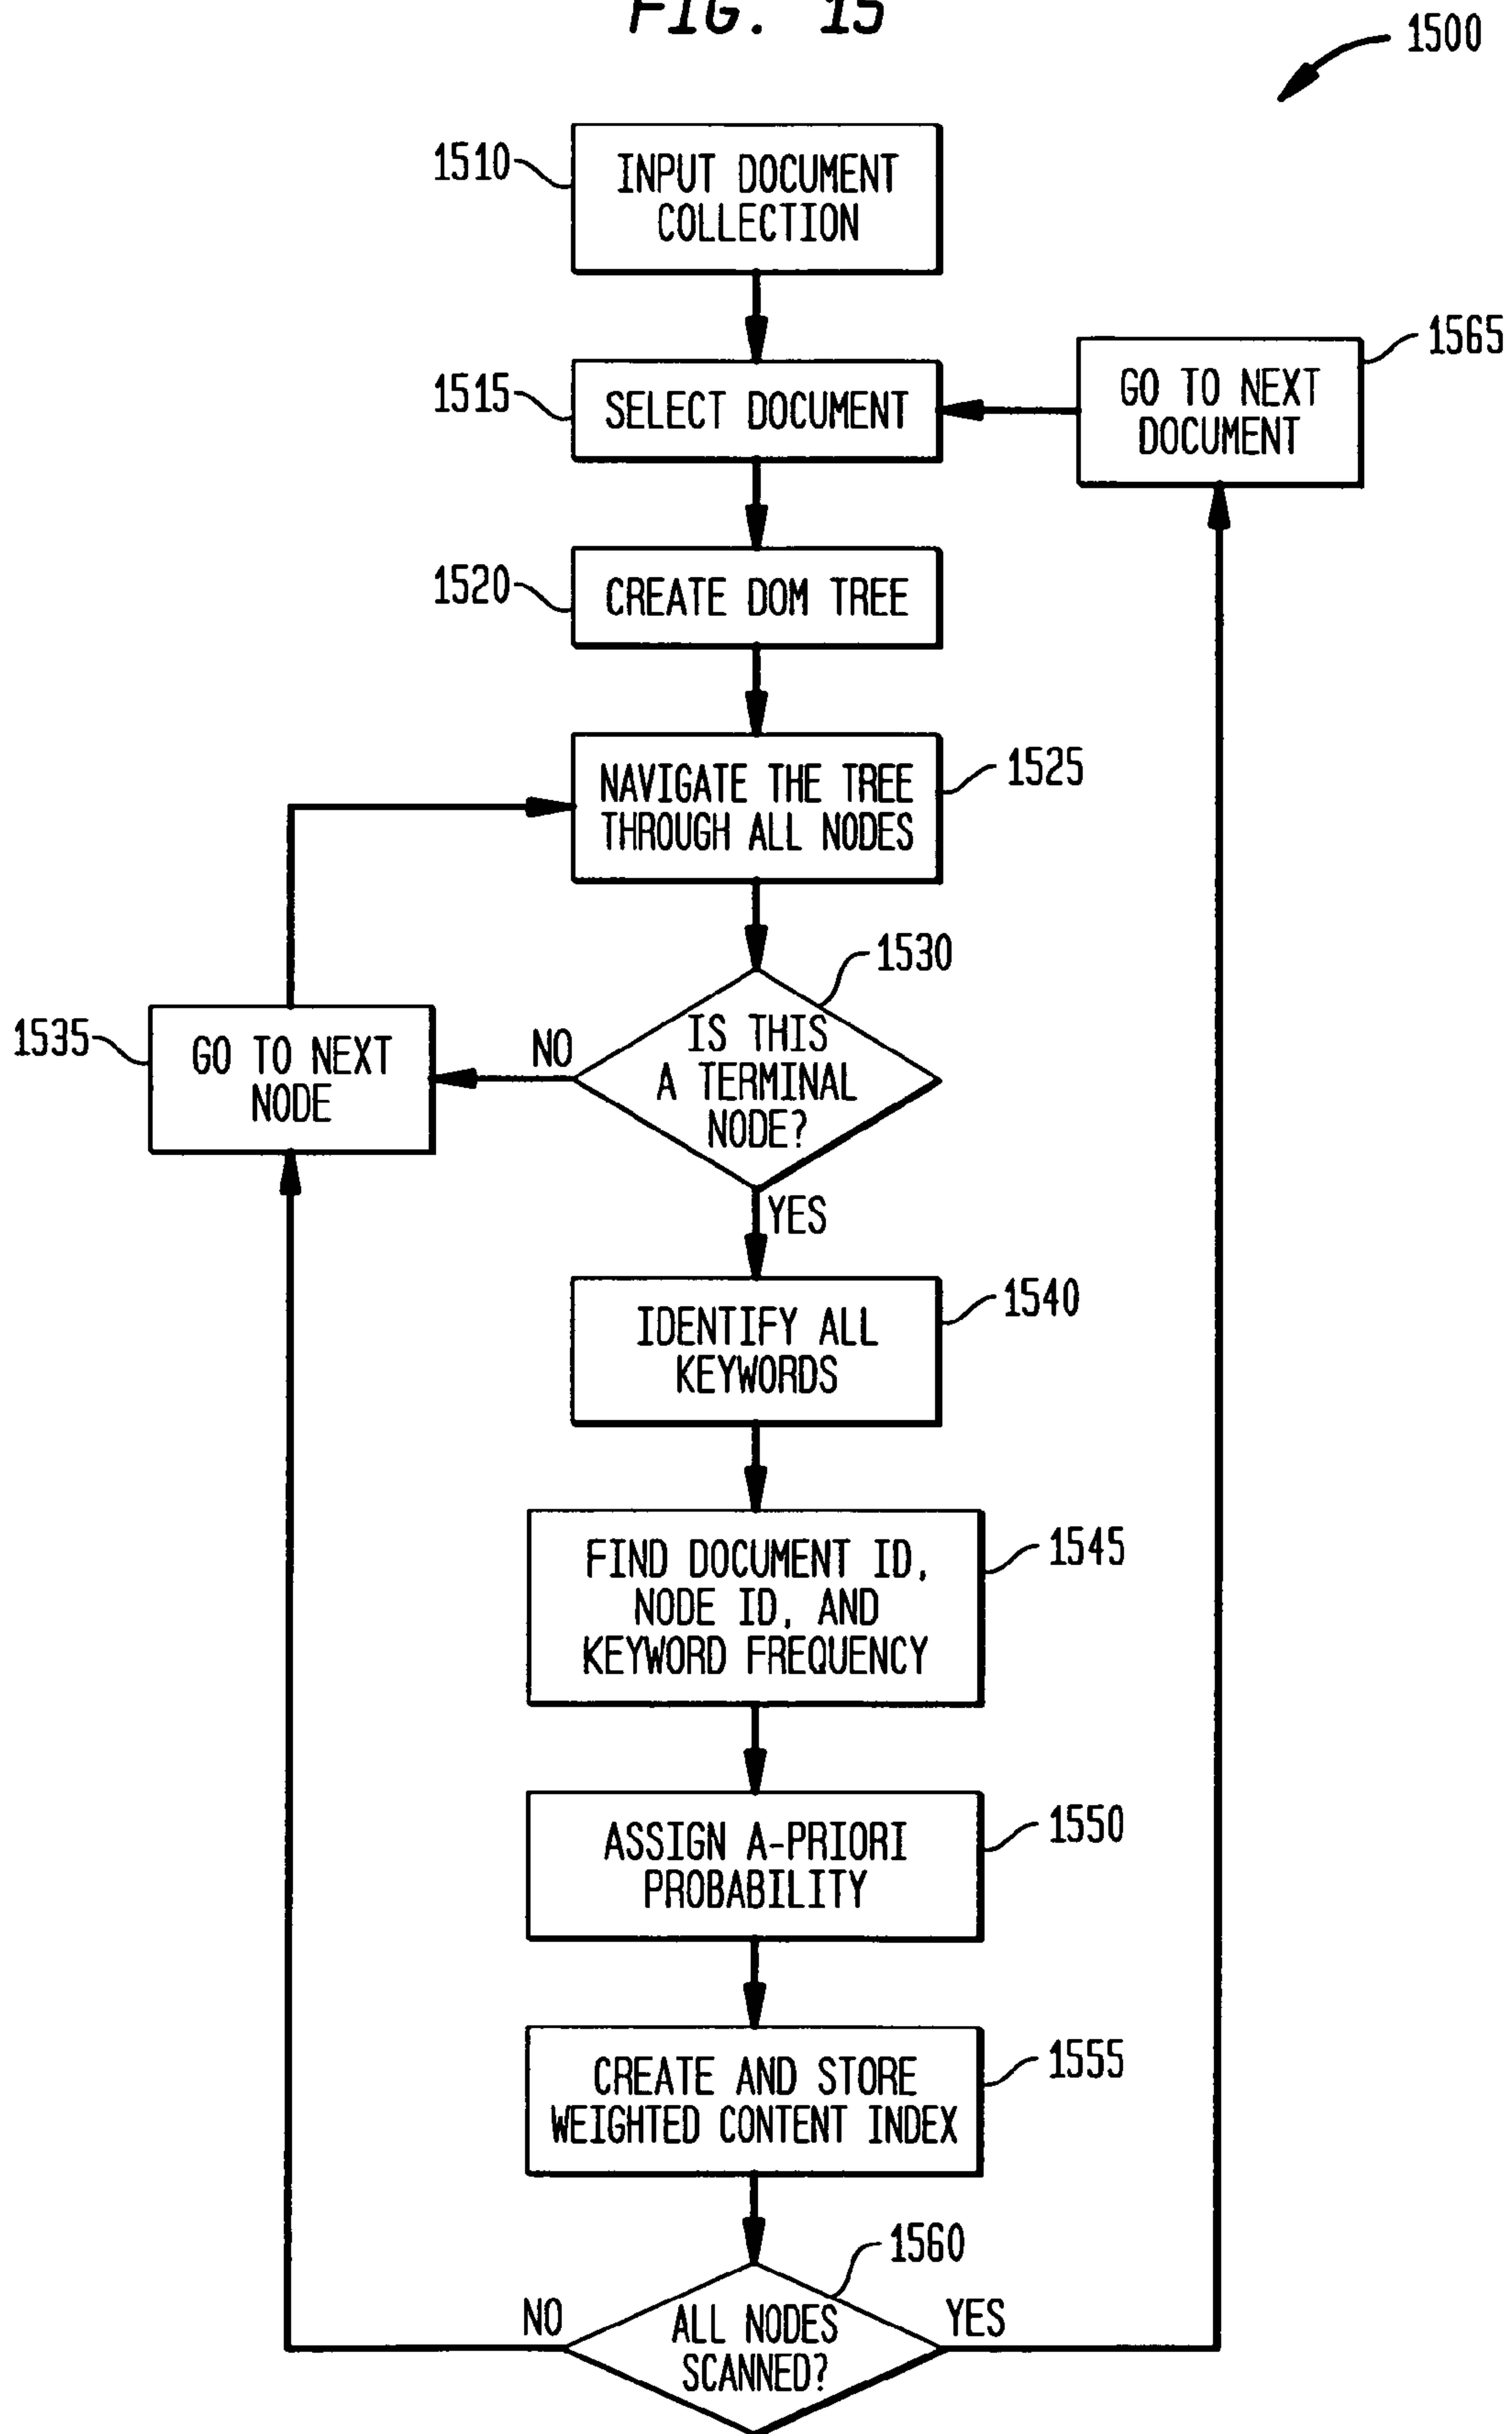 FIG. 15
1500
1510
INPUT DOCUMENT
COLLECTION
1565
1515
SELECT DOCUMENT
GO TO NEXT
DOCUMENT
1520
CREATE DOM TREE
1525
NAVIGATE THE TREE
THROUGH ALL NODES
1530
1535
GO TO NEXT
NODE
NO
IS THIS
A TERMINAL
NODE?
YES
1540
IDENTIFY ALL
KEYWORDS
1545
FIND DOCUMENT ID,
NODE ID, AND
KEYWORD FREQUENCY
1550
ASSIGN A-PRIORI
PROBABILITY
1555
CREATE AND STORE
WEIGHTED CONTENT INDEX
1560
NO
ALL NODES
SCANNED?
YES